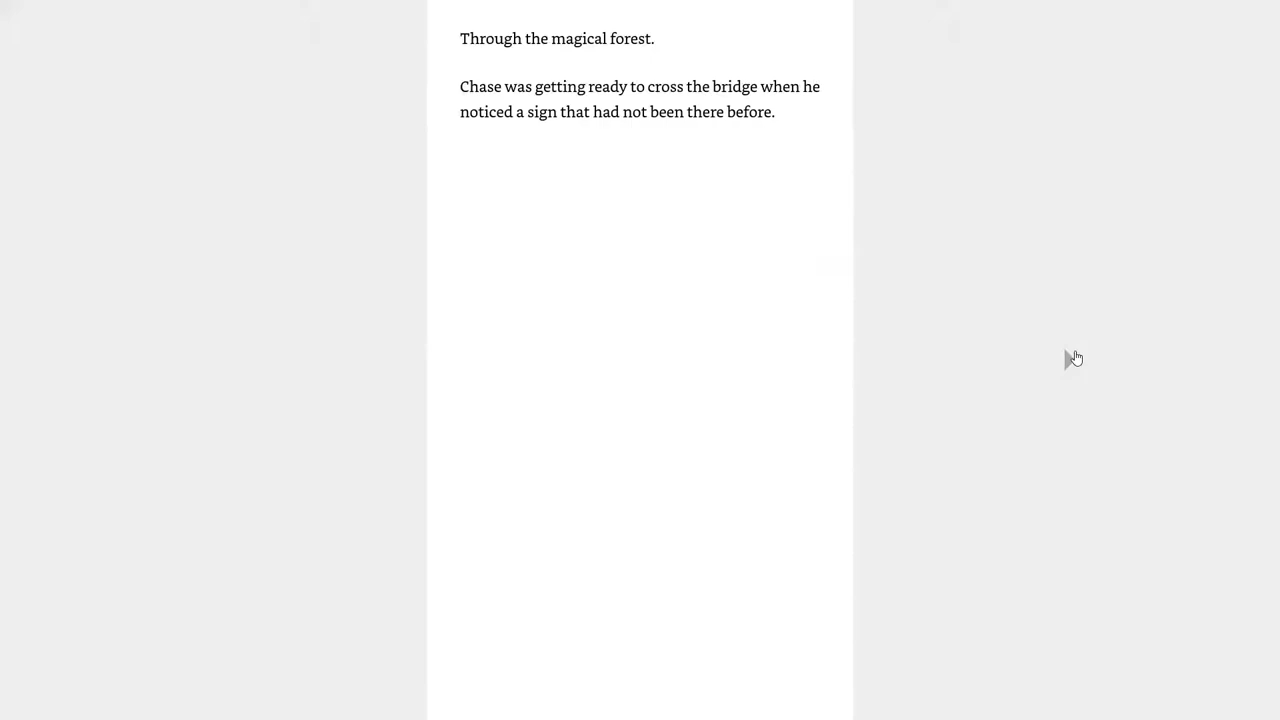 Through the magical forest.
Chase was getting ready to cross the bridge when he
noticed a sign that had not been there before.